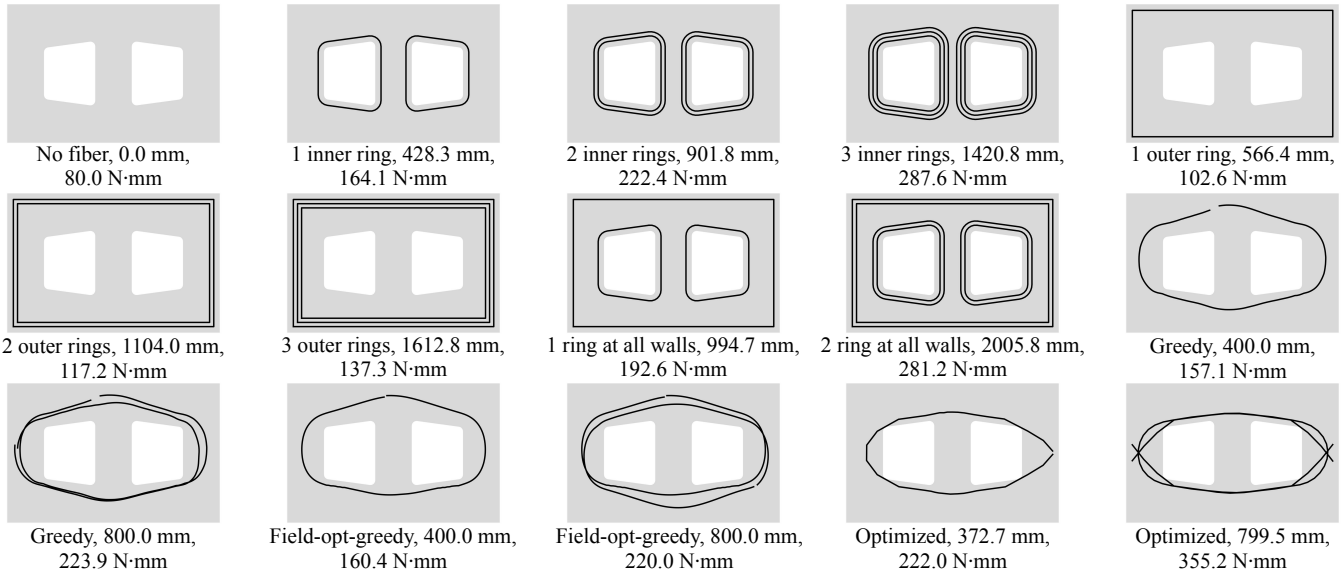 No fiber, 0.0 mm,
80.0 N·mm
1 inner ring, 428.3 mm,
164.1 N·mm
2 inner rings, 901.8 mm,
222.4 N·mm
3 inner rings, 1420.8 mm,
287.6 N·mm
1 outer ring, 566.4 mm,
102.6 N·mm
2 outer rings, 1104.0 mm,
117.2 N·mm
3 outer rings, 1612.8 mm,
137.3 N·mm
1 ring at all walls, 994.7 mm,
192.6 N·mm
2 ring at all walls, 2005.8 mm,
281.2 N·mm
Greedy, 400.0 mm,
157.1 N·mm
Greedy, 800.0 mm,
223.9 N·mm
Field-opt-greedy, 400.0 mm,
160.4 N·mm
Field-opt-greedy, 800.0 mm,
220.0 N·mm
Optimized, 372.7 mm,
222.0 N·mm
Optimized, 799.5 mm,
355.2 N·mm